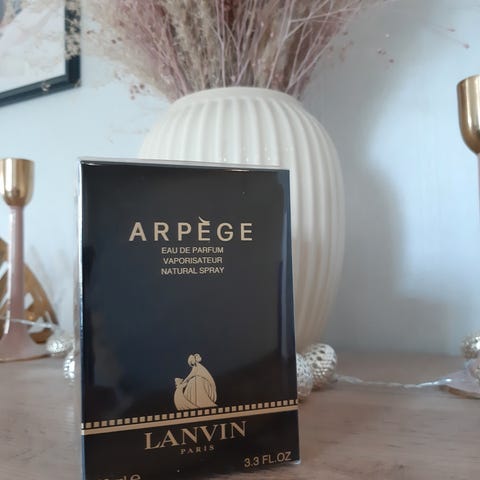 ARPÈGE
EAU DE PARFUM
VAPORISATEUR
NATURAL SPRAY
LANVIN
PARIS
3.3 FL.OZ